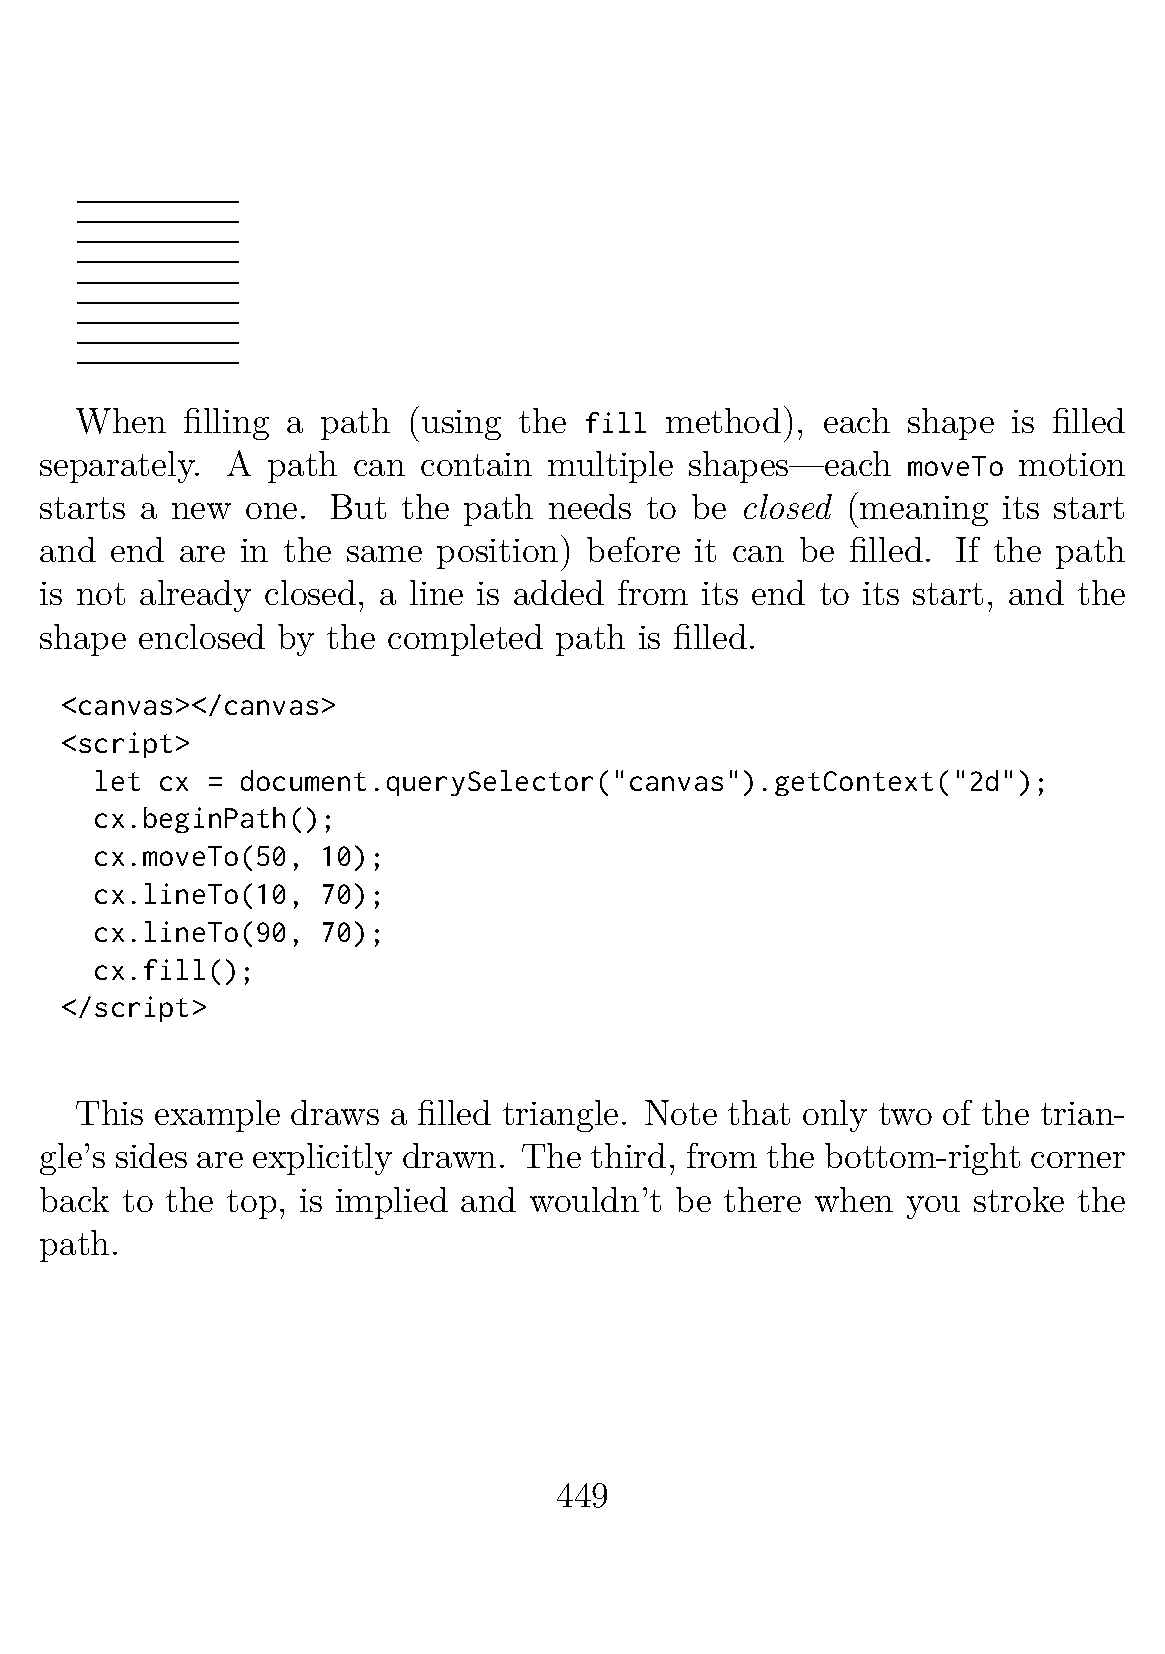 When filling a path (using the fill method), each shape is filled
separately. A path can contain multiple shapes—each moveTo motion
starts a new one. But the path needs to be closed (meaning its start
and end are in the same position) before it can be filled. If the path
is not already closed, a line is added from its end to its start, and the
shape enclosed by the completed path is filled.
<canvas></canvas>
<script>
  let cx = document.querySelector("canvas").getContext("2d");
  cx.beginPath();
  cx.moveTo(50, 10);
  cx.lineTo(10, 70);
  cx.lineTo(90, 70);
  cx.fill();
</script>
This example draws a filled triangle. Note that only two of the trian-
gle's sides are explicitly drawn. The third, from the bottom-right corner
back to the top, is implied and wouldn't be there when you stroke the
path.
449